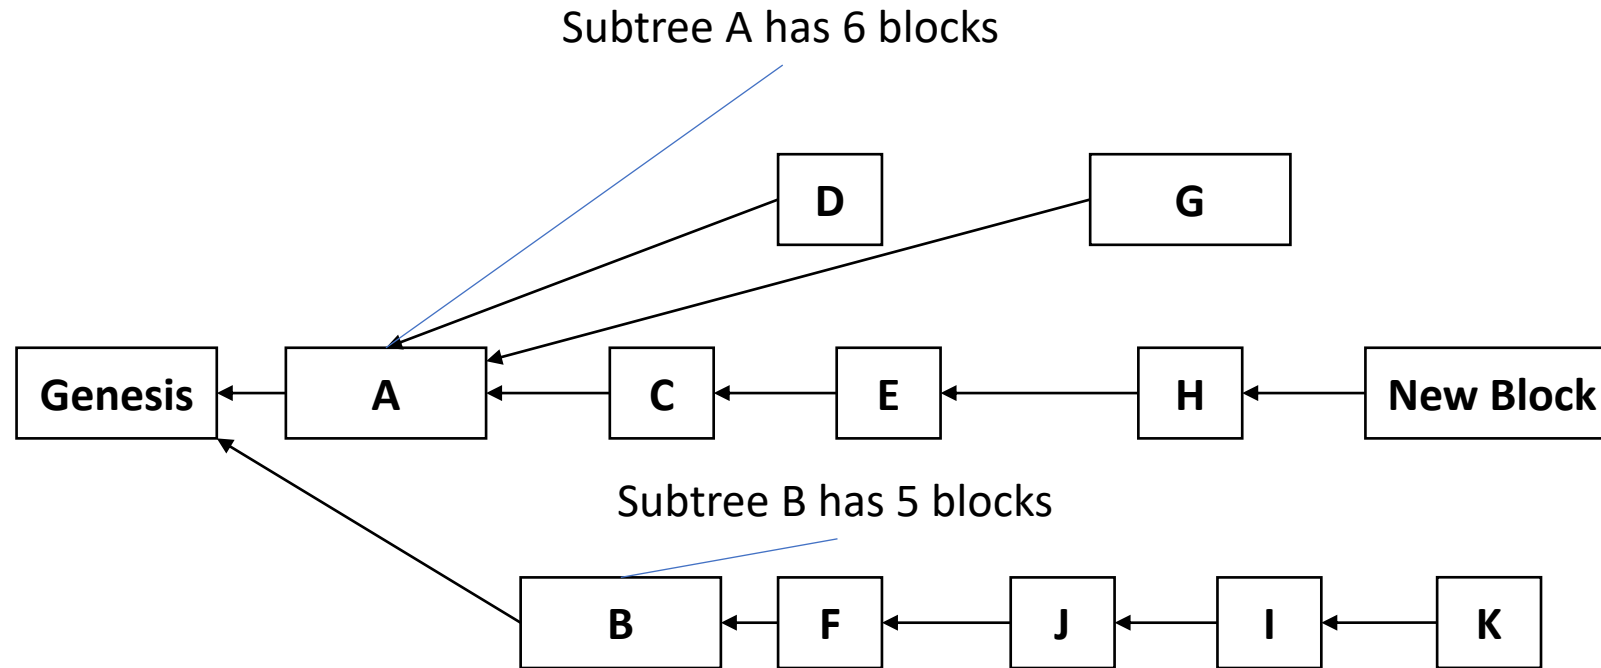 Subtree A has 6 blocks
D
G
Genesis
A
C
E
H
New Block
Subtree B has 5 blocks
B
F
J
I
K